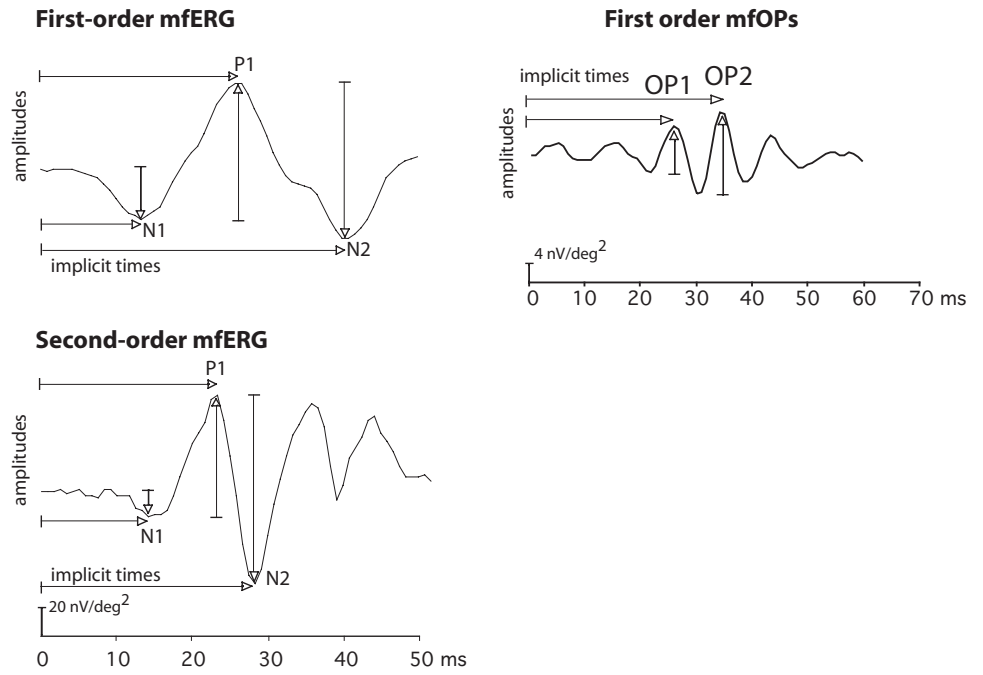 First-order mfERG
P1
amplitudes
N1
N2
implicit times
First order mfOPs
implicit times
OP1
OP2
amplitudes
4 nV/deg2
0 10 20 30 40 50 60 70 ms
Second-order mfERG
P1
amplitudes
N1
implicit times
N2
20 nV/deg2
0 10 20 30 40 50 ms